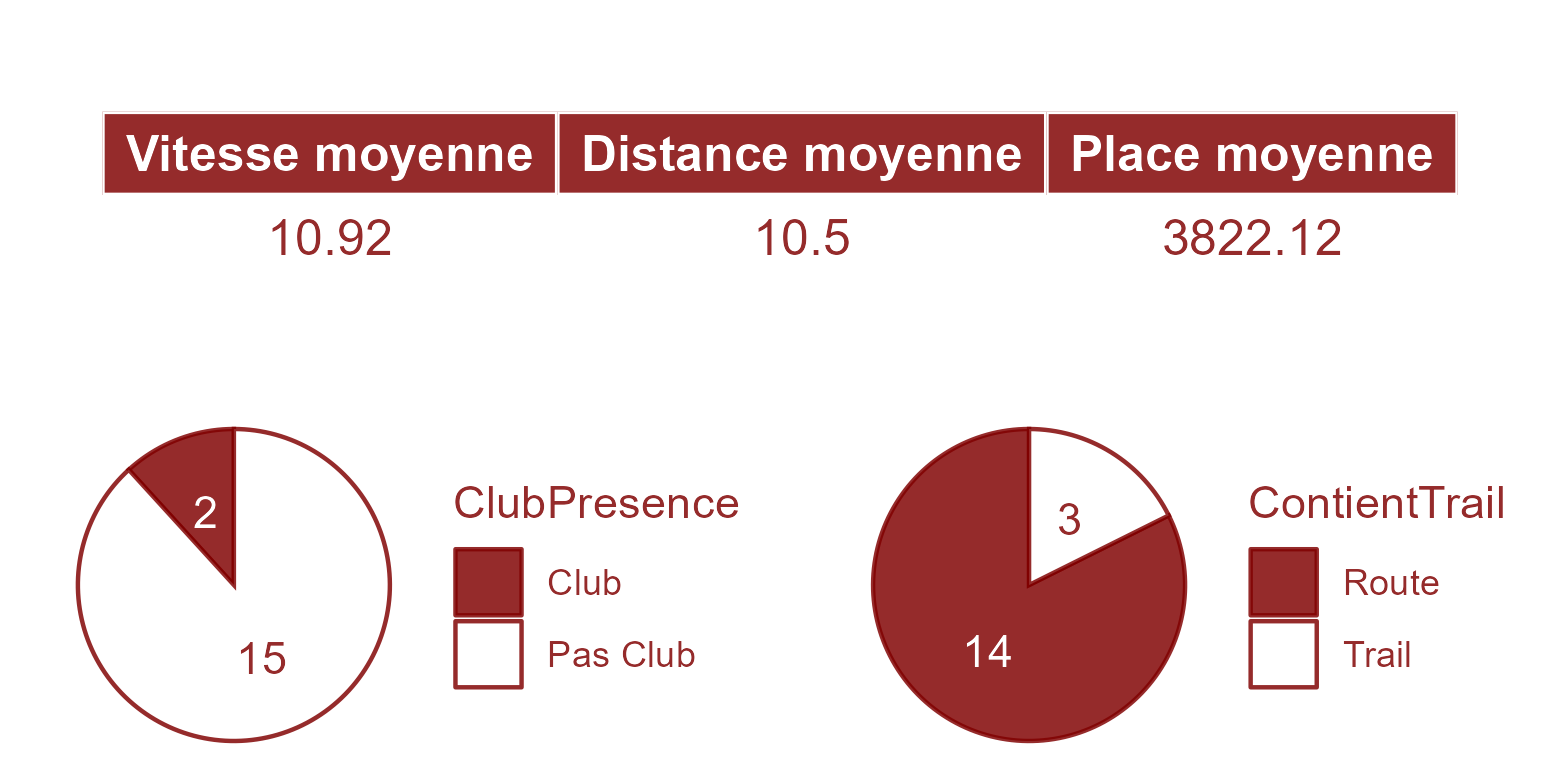 Vitesse moyenne Distance moyenne Place moyenne
10.92 10.5 3822.12
2
15
ClubPresence
Club
Pas Club
3
14
ContientTrail
Route
Trail